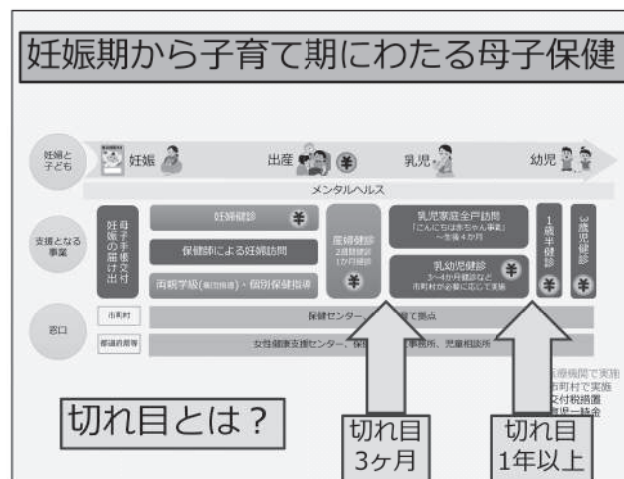 妊娠期から子育て期にわたる母子保健
妊婦と
子ども
妊娠
出産
¥
乳児
幼児
メンタルヘルス
支援となる
事業
妊娠の届け出
母子手帳交付
妊婦健診
¥
保健師による妊婦訪問
両親学級(集団指導)・個別保健指導
産婦健診
2週間健診
1か月健診
¥
乳児家庭全戸訪問
「こんにちは赤ちゃん事業」
～生後4か月
乳幼児健診
¥
3～4か月健診など
市町村が必要に応じて実施
1歳半健診
¥
3歳児健診
¥
窓口
市町村
保健センター、
て拠点
都道府県等
女性健康支援センター、保健
事務所、児童相談所
医療機関で実施
市町村で実施
交付税措置
一時金
切れ目とは？
切れ目
3ヶ月
切れ目
1年以上